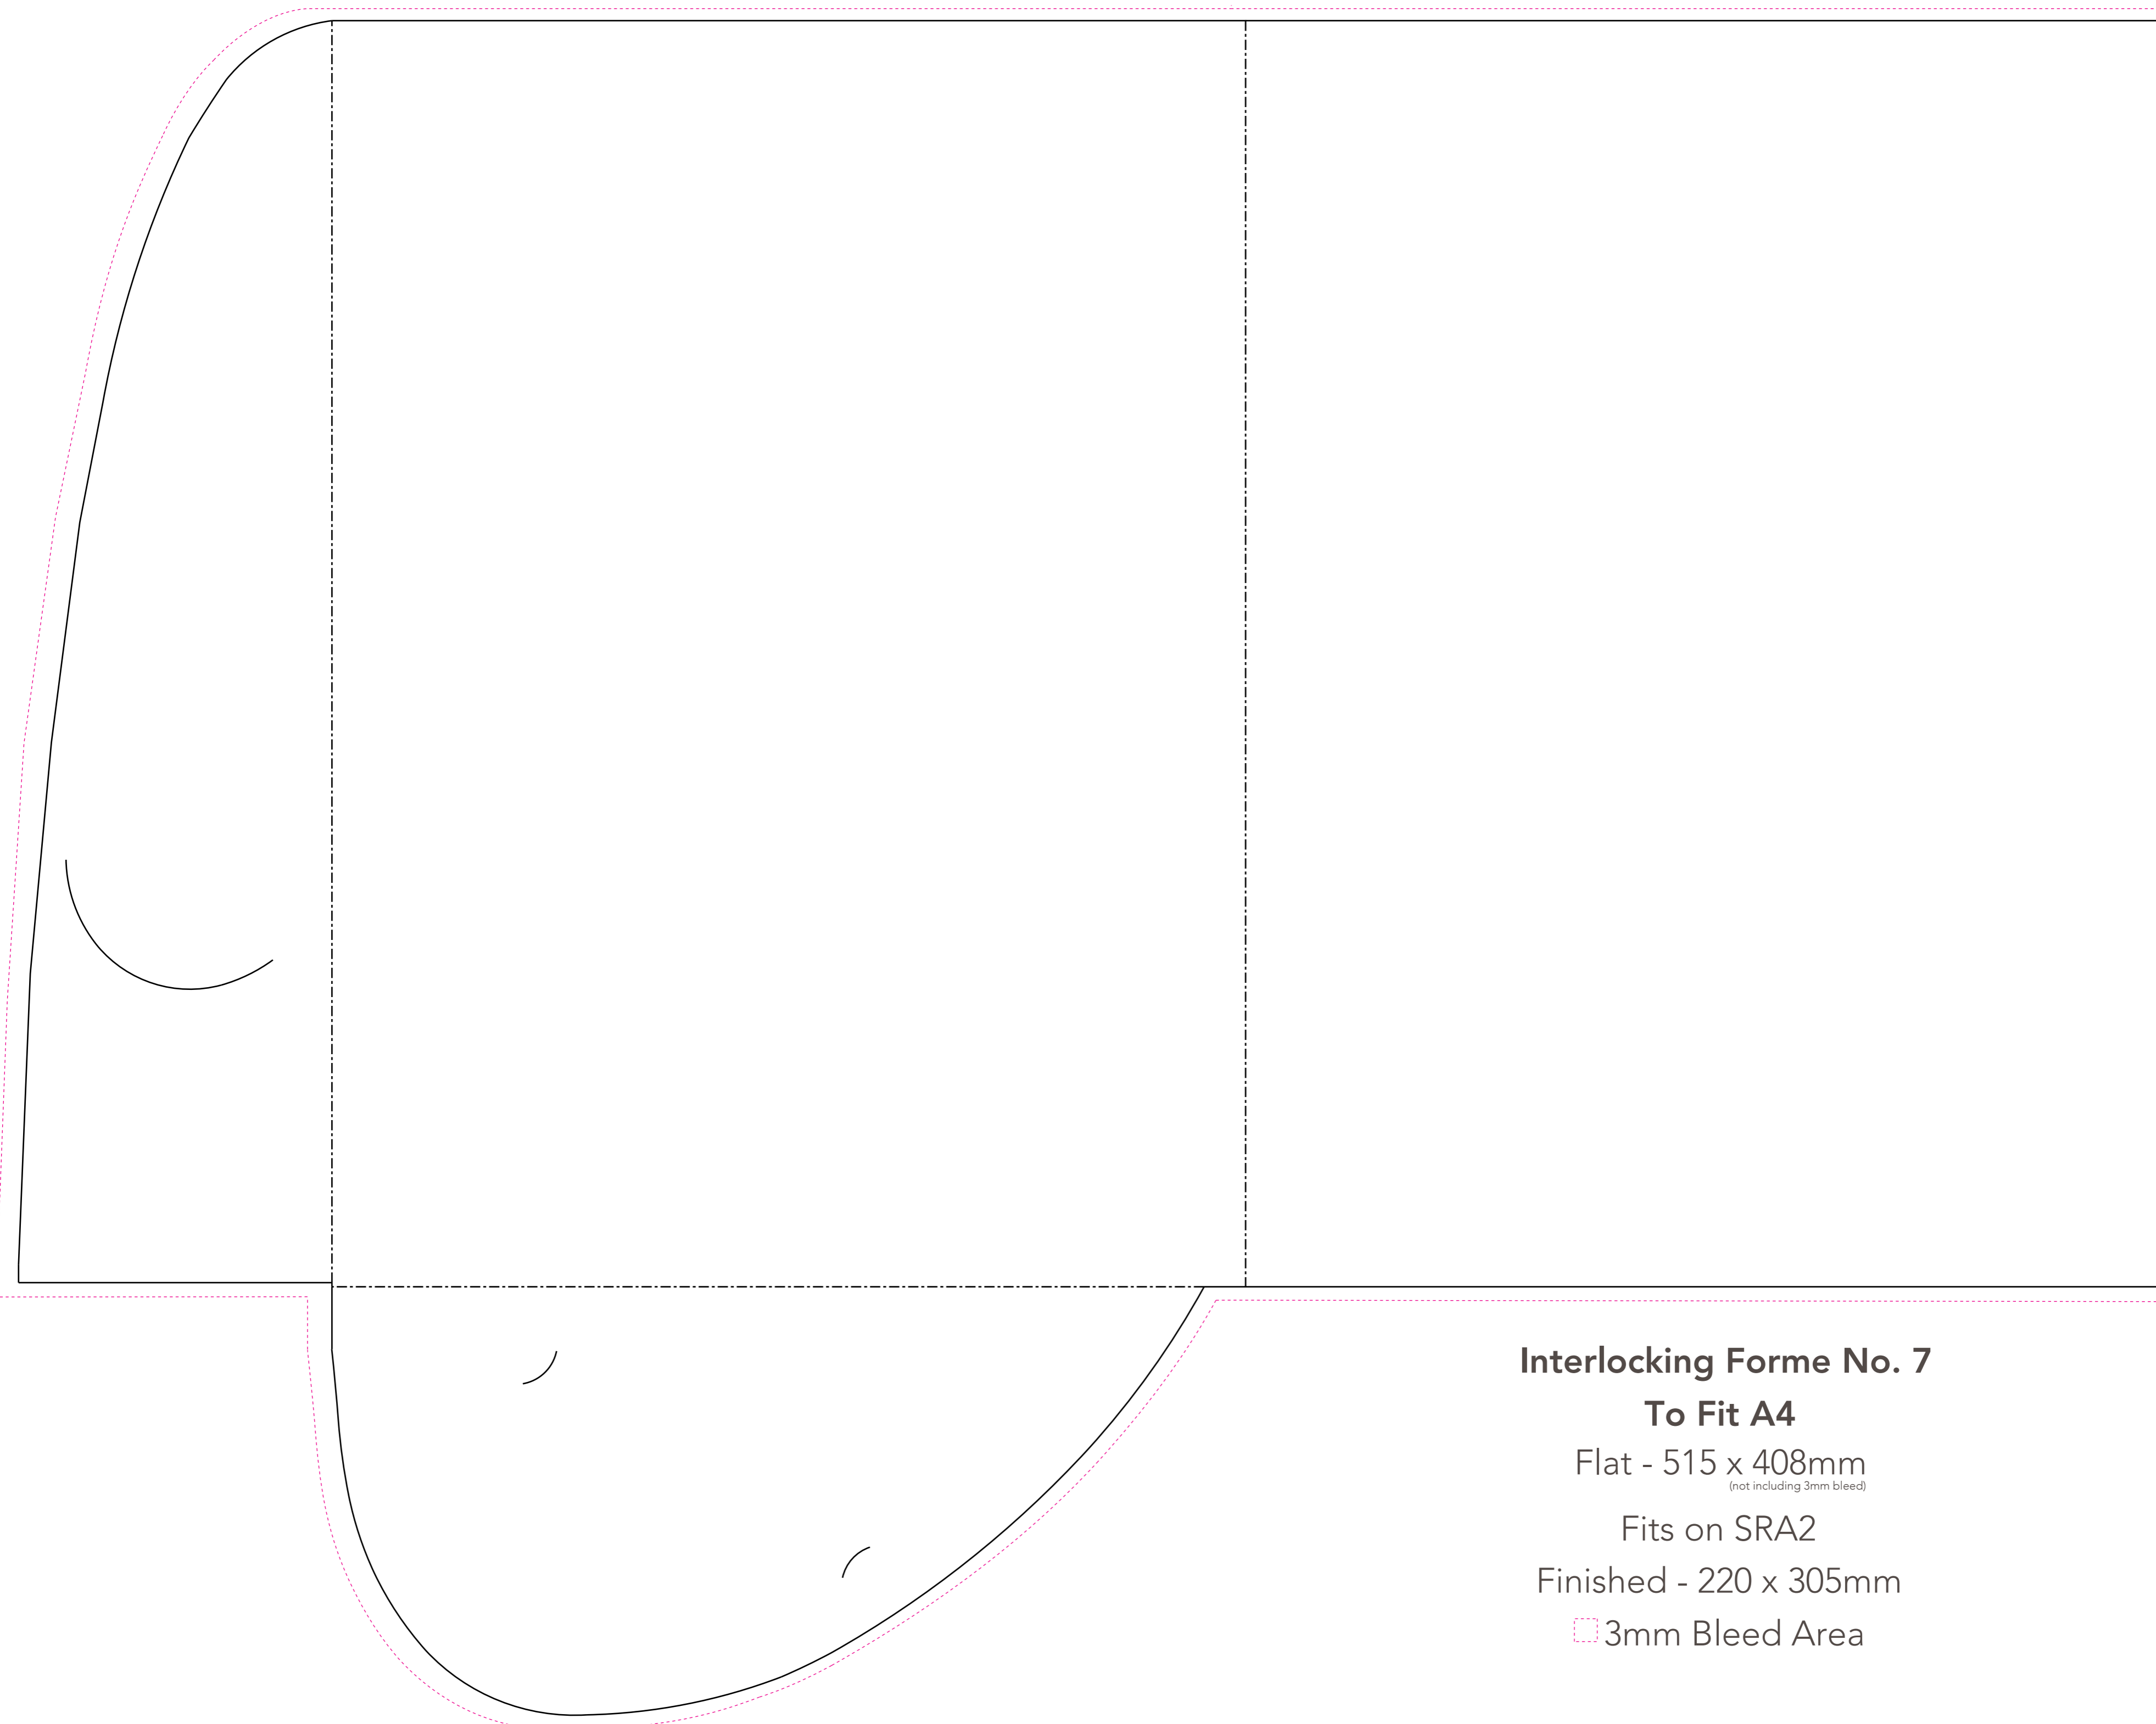 Interlocking Forme No. 7
To Fit A4
Flat - 515 x 408mm
(not including 3mm bleed)
Fits on SRA2
Finished - 220 x 305mm
3mm Bleed Area